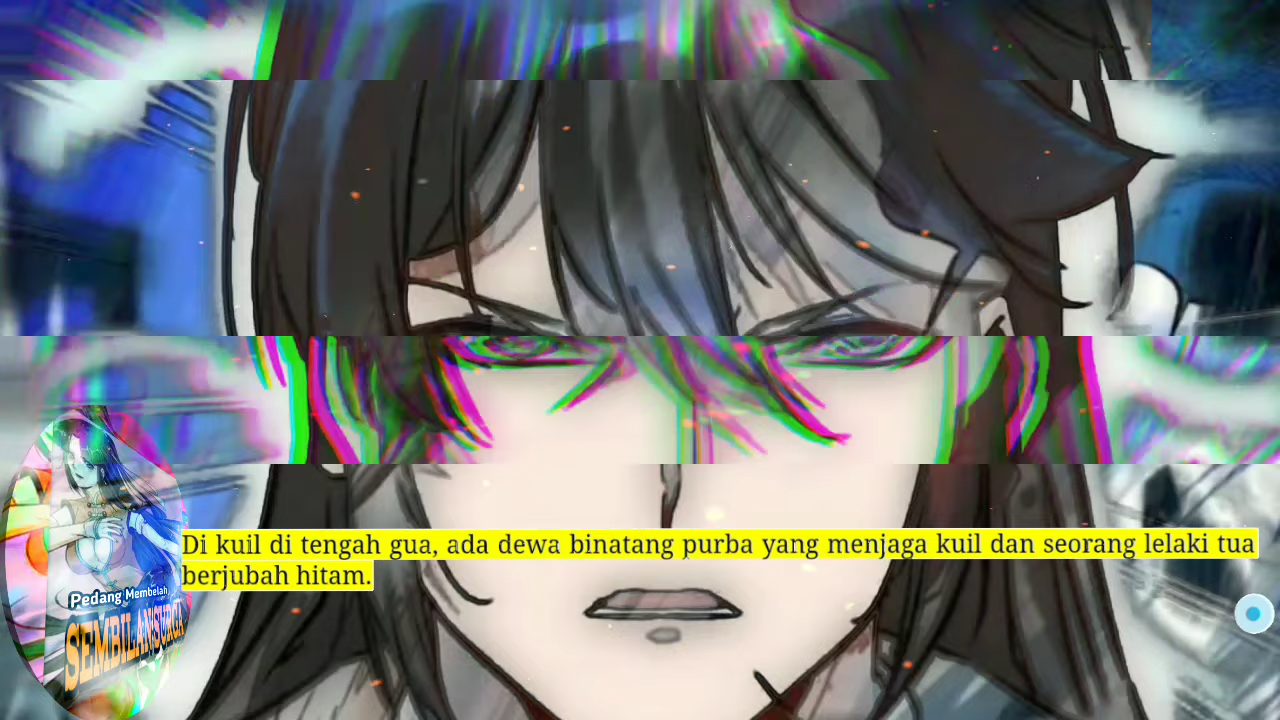 Di kuil di tengah gua, ada dewa binatang purba yang menjaga kuil dan seorang lelaki tua
berjubah hitam.
Pedang Membelah
SEMBILAN SURGA